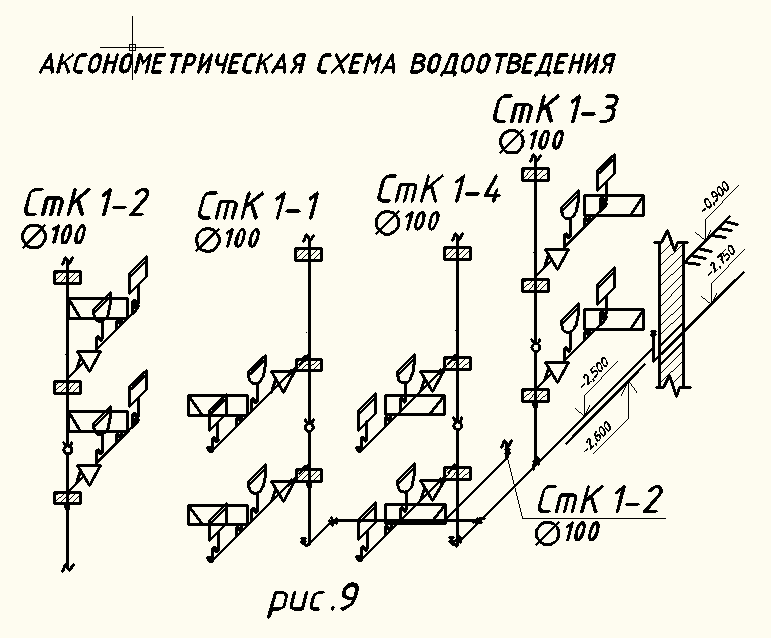 АКСОНОМЕТРИЧЕСКАЯ СХЕМА ВОДООТВЕДЕНИЯ
СтК 1-3
∅100
СтК 1-2
∅100
СтК 1-1
∅100
СтК 1-4
∅100
-0,900
-2,750
-2,500
-2,600
СтК 1-2
∅100
рис.9